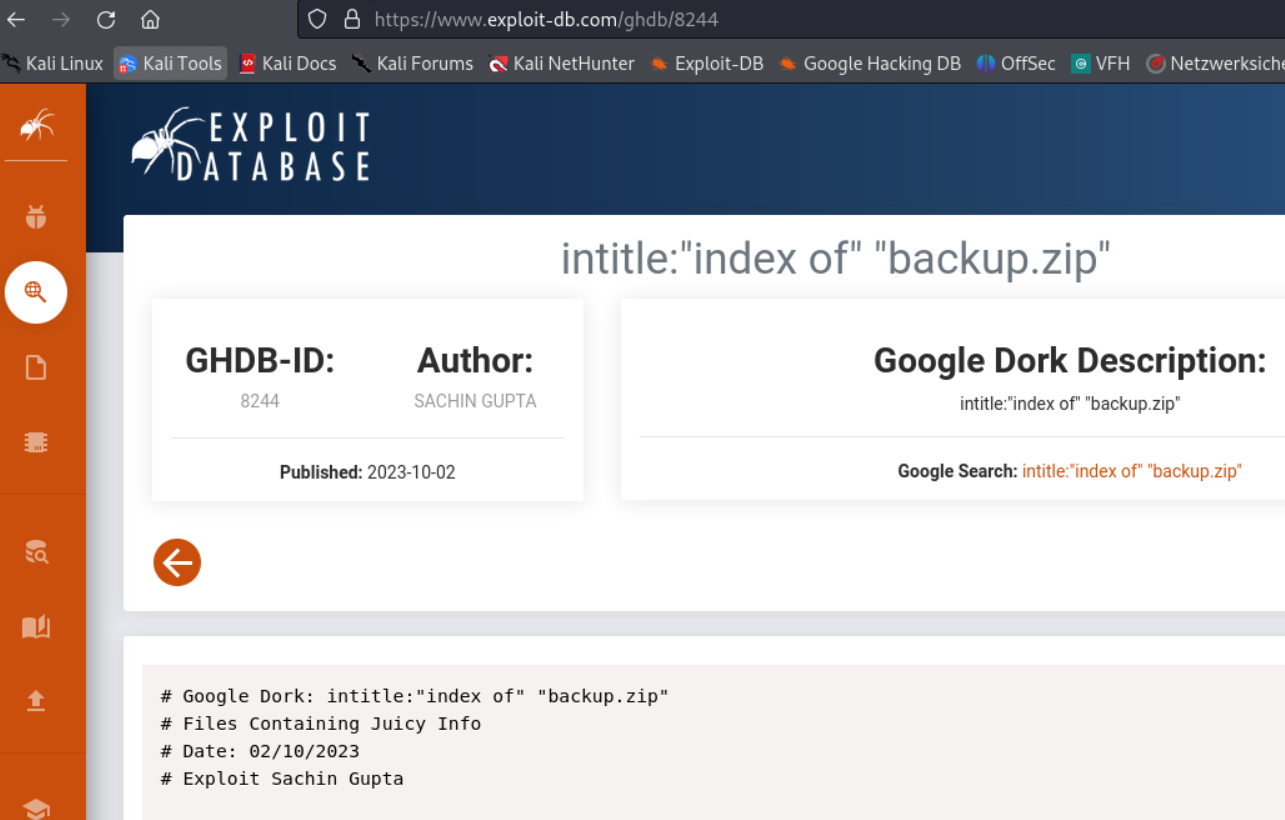 https://www.exploit-db.com/ghdb/8244
Kali Linux Kali Tools Kali Docs Kali Forums Kali NetHunter Exploit-DB Google Hacking DB OffSec VFH Netzwerksiche
EXPLOIT
DATABASE
intitle:"index of" "backup.zip"
GHDB-ID:
8244
Author:
SACHIN GUPTA
Published: 2023-10-02
Google Dork Description:
intitle:"index of" "backup.zip"
Google Search: intitle:"index of" "backup.zip"
# Google Dork: intitle:"index of" "backup.zip"
# Files Containing Juicy Info
# Date: 02/10/2023
# Exploit Sachin Gupta